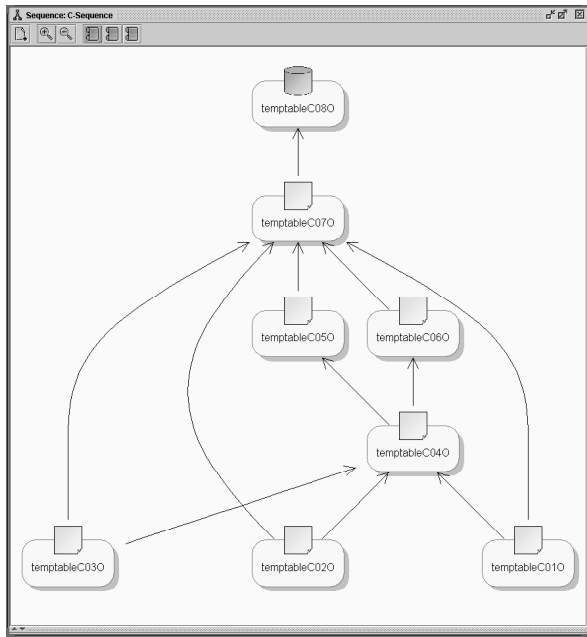 Sequence: C-Sequence
temptableC08O
temptableC07O
temptableC05O
temptableC06O
temptableC04O
temptableC03O
temptableC02O
temptableC01O